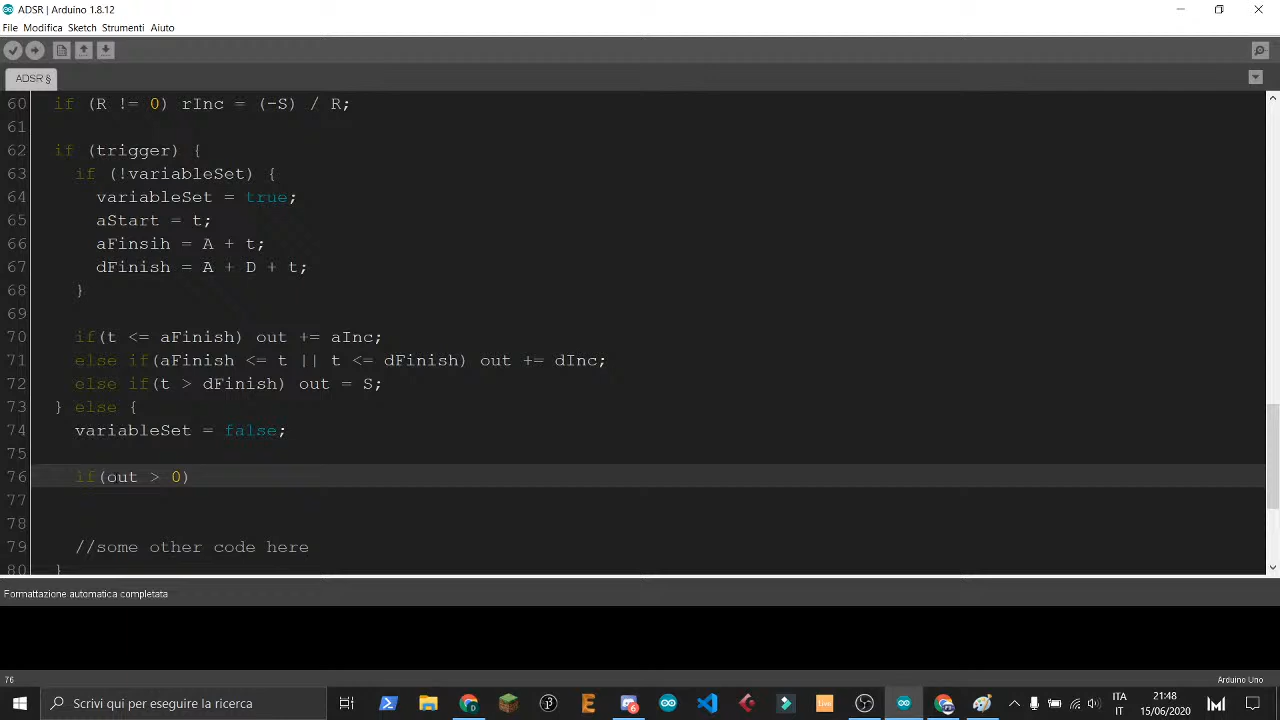 ADSR | Arduino 1.8.12
File Modifica Sketch Strumenti Aiuto
ADSR §
60 if (R != 0) rInc = (-S) / R;
61
62 if (trigger) {
63 if (!variableSet) {
64 variableSet = true;
65 aStart = t;
66 aFinsih = A + t;
67 dFinish = A + D + t;
68 }
69
70 if(t <= aFinish) out += aInc;
71 else if(aFinish <= t || t <= dFinish) out += dInc;
72 else if(t > dFinish) out = S;
73 } else {
74 variableSet = false;
75
76 if(out > 0)
77
78
79 //some other code here
80 }
Formattazione automatica completata
76 Arduino Uno
Scrivi qui per eseguire la ricerca
6
live
ITA 21:48
IT 15/06/2020